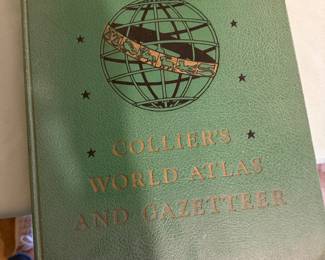 COLLIER'S
WORLD ATLAS
AND GAZETTEER